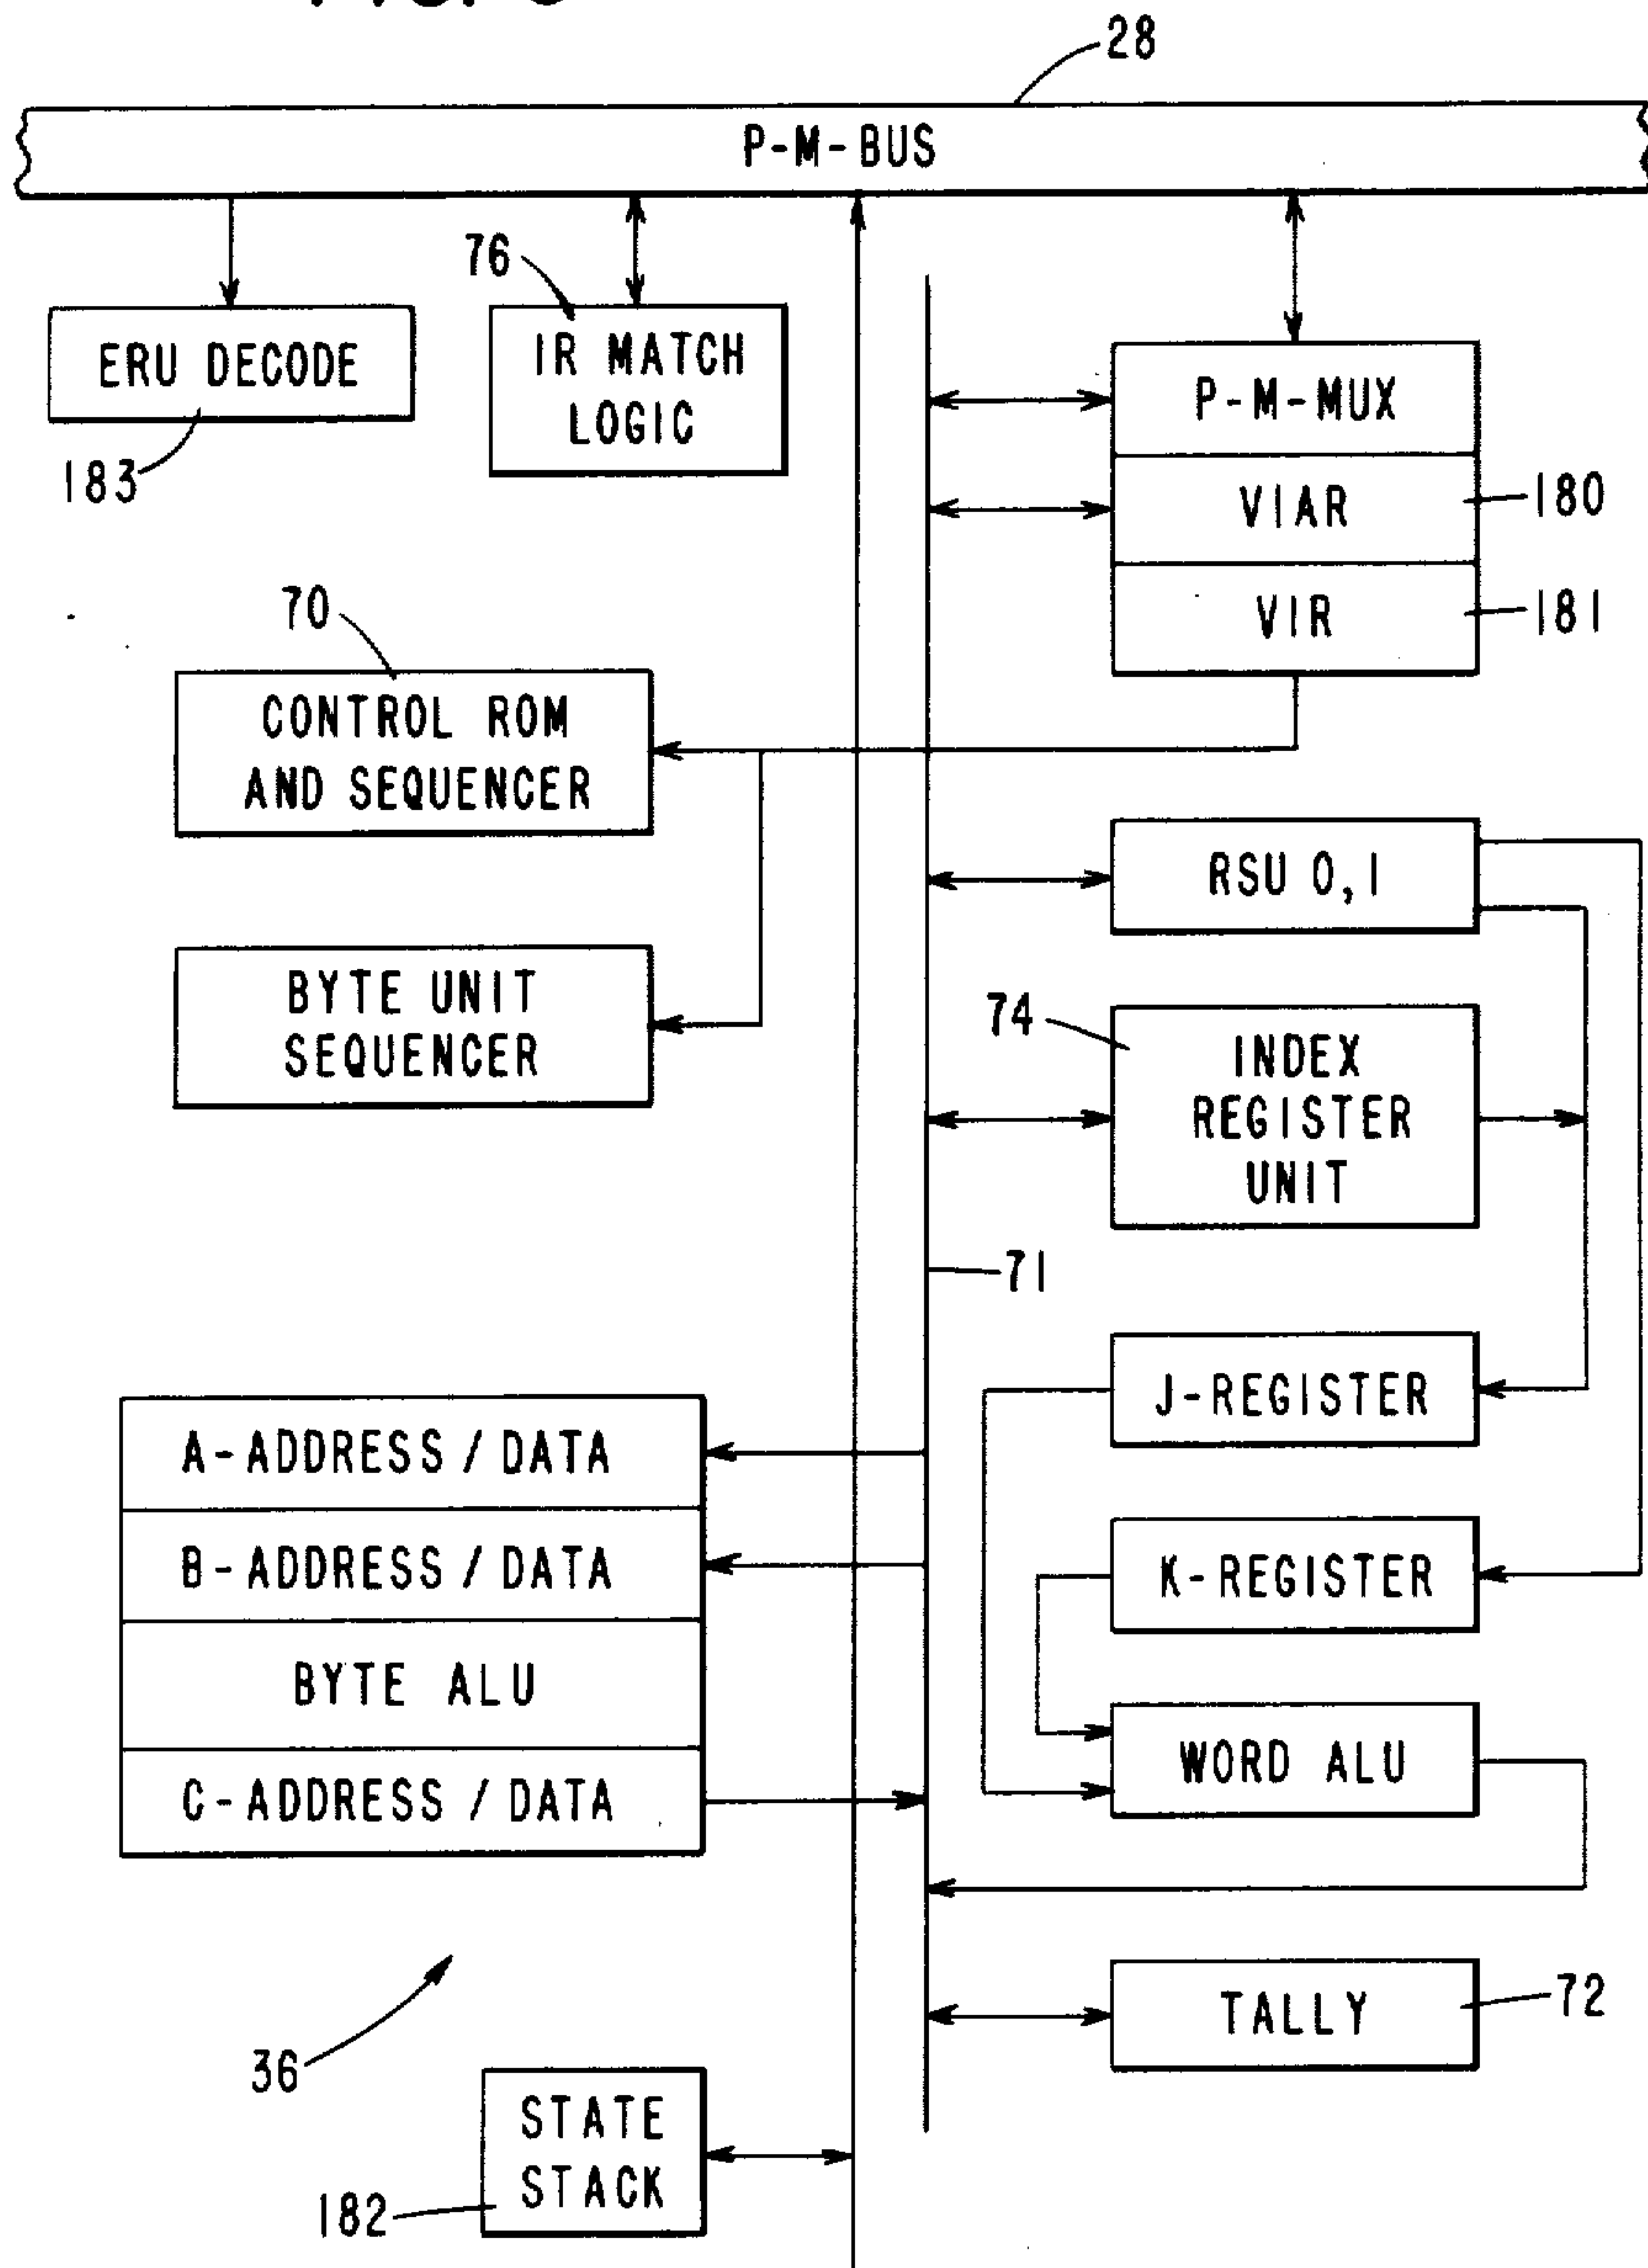 28
P-M-BUS
76
ERU DECODE
183
IR MATCH
LOGIC
P-M-MUX
VIAR
180
VIR
181
70
CONTROL ROM
AND SEQUENCER
RSU 0,1
BYTE UNIT
SEQUENCER
74
INDEX
REGISTER
UNIT
71
J-REGISTER
A-ADDRESS / DATA
B-ADDRESS / DATA
BYTE ALU
C-ADDRESS / DATA
K-REGISTER
WORD ALU
TALLY
72
36
STATE
STACK
182